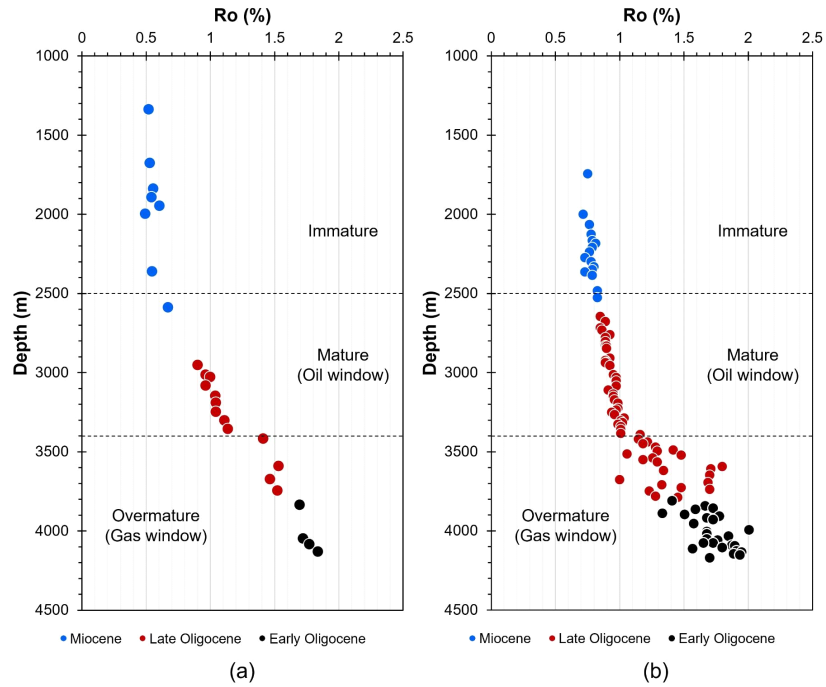 Ro (%)
0 0.5 1 1.5 2 2.5
1000
1500
2000
2500
3000
3500
4000
4500
Depth (m)
Immature
Mature
(Oil window)
Overmature
(Gas window)
Miocene Late Oligocene Early Oligocene
(a)
Ro (%)
0 0.5 1 1.5 2 2.5
1000
1500
2000
2500
3000
3500
4000
4500
Depth (m)
Immature
Mature
(Oil window)
Overmature
(Gas window)
Miocene Late Oligocene Early Oligocene
(b)